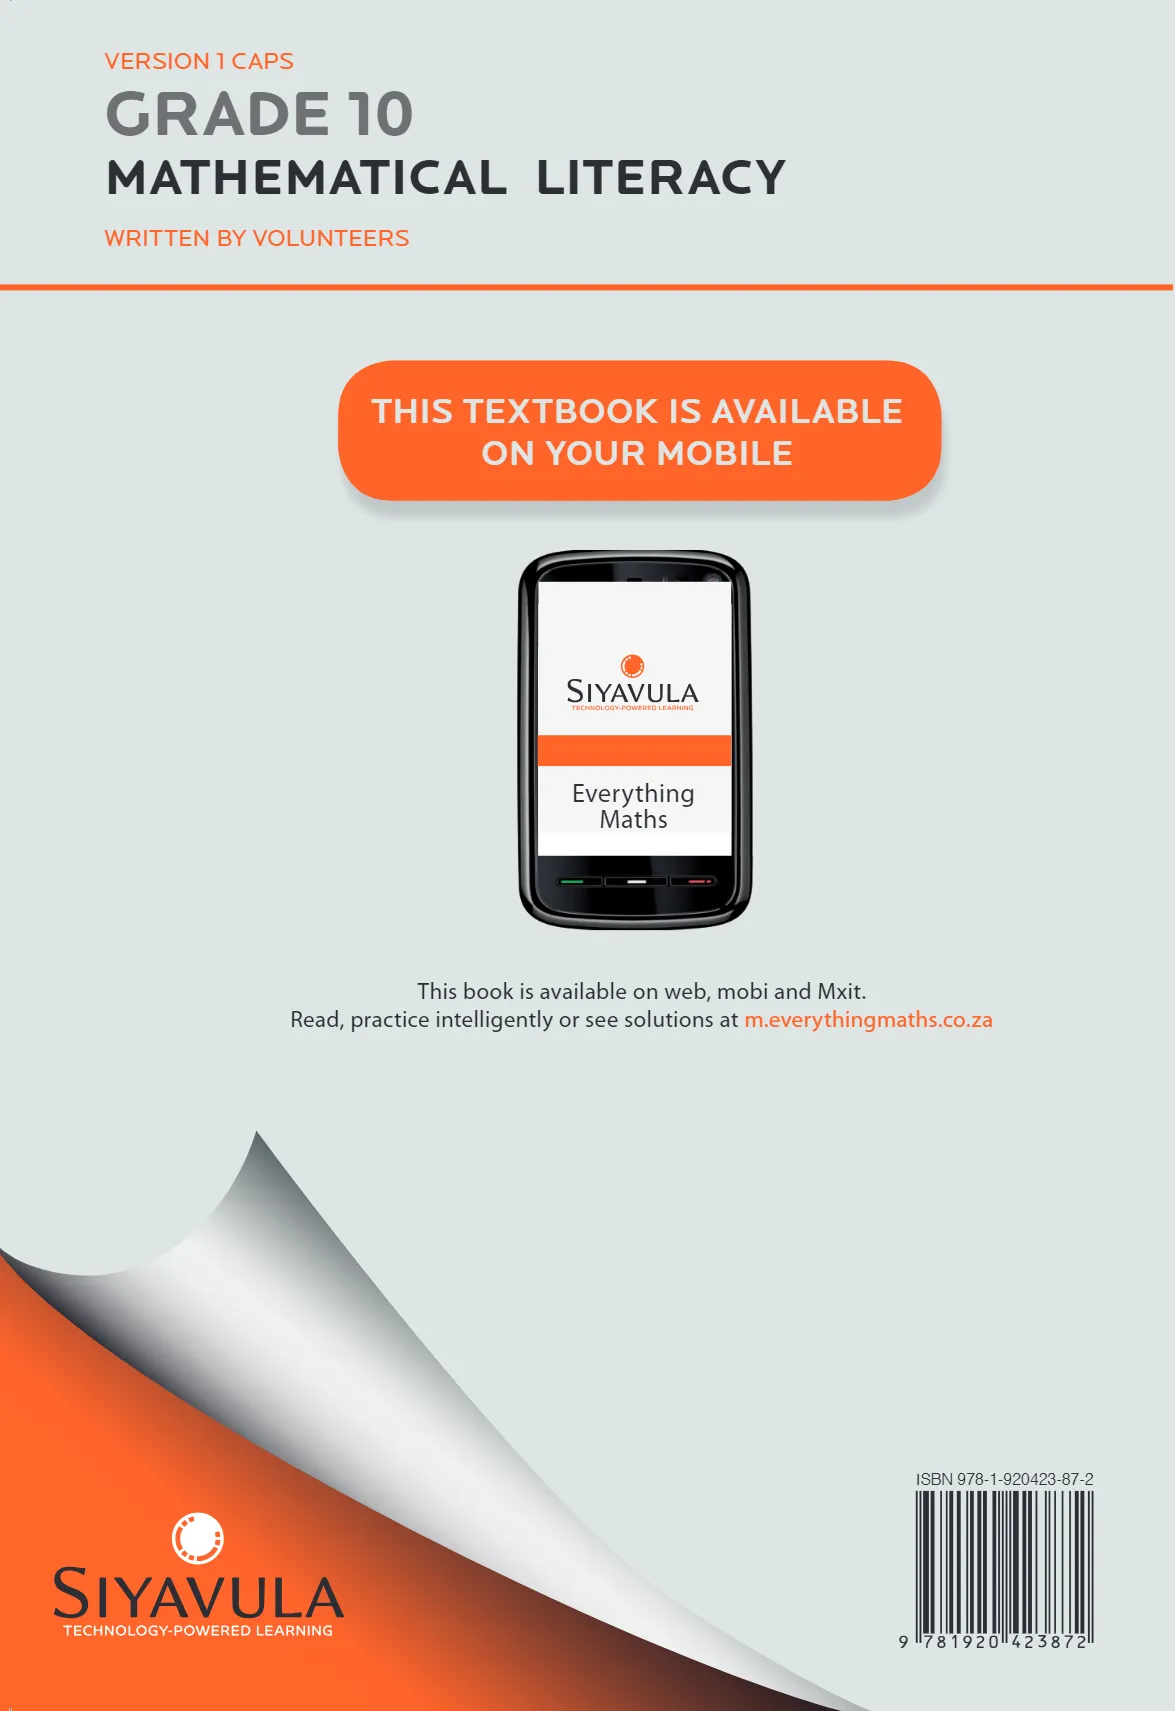 VERSION 1 CAPS
GRADE 10
MATHEMATICAL LITERACY
WRITTEN BY VOLUNTEERS
THIS TEXTBOOK IS AVAILABLE
ON YOUR MOBILE
SIYAVULA
TECHNOLOGY-POWERED LEARNING
Everything
Maths
This book is available on web, mobi and Mxit.
Read, practice intelligently or see solutions at m.everythingmaths.co.za
ISBN 978-1-920423-87-2
9 781920 423872
SIYAVULA
TECHNOLOGY-POWERED LEARNING